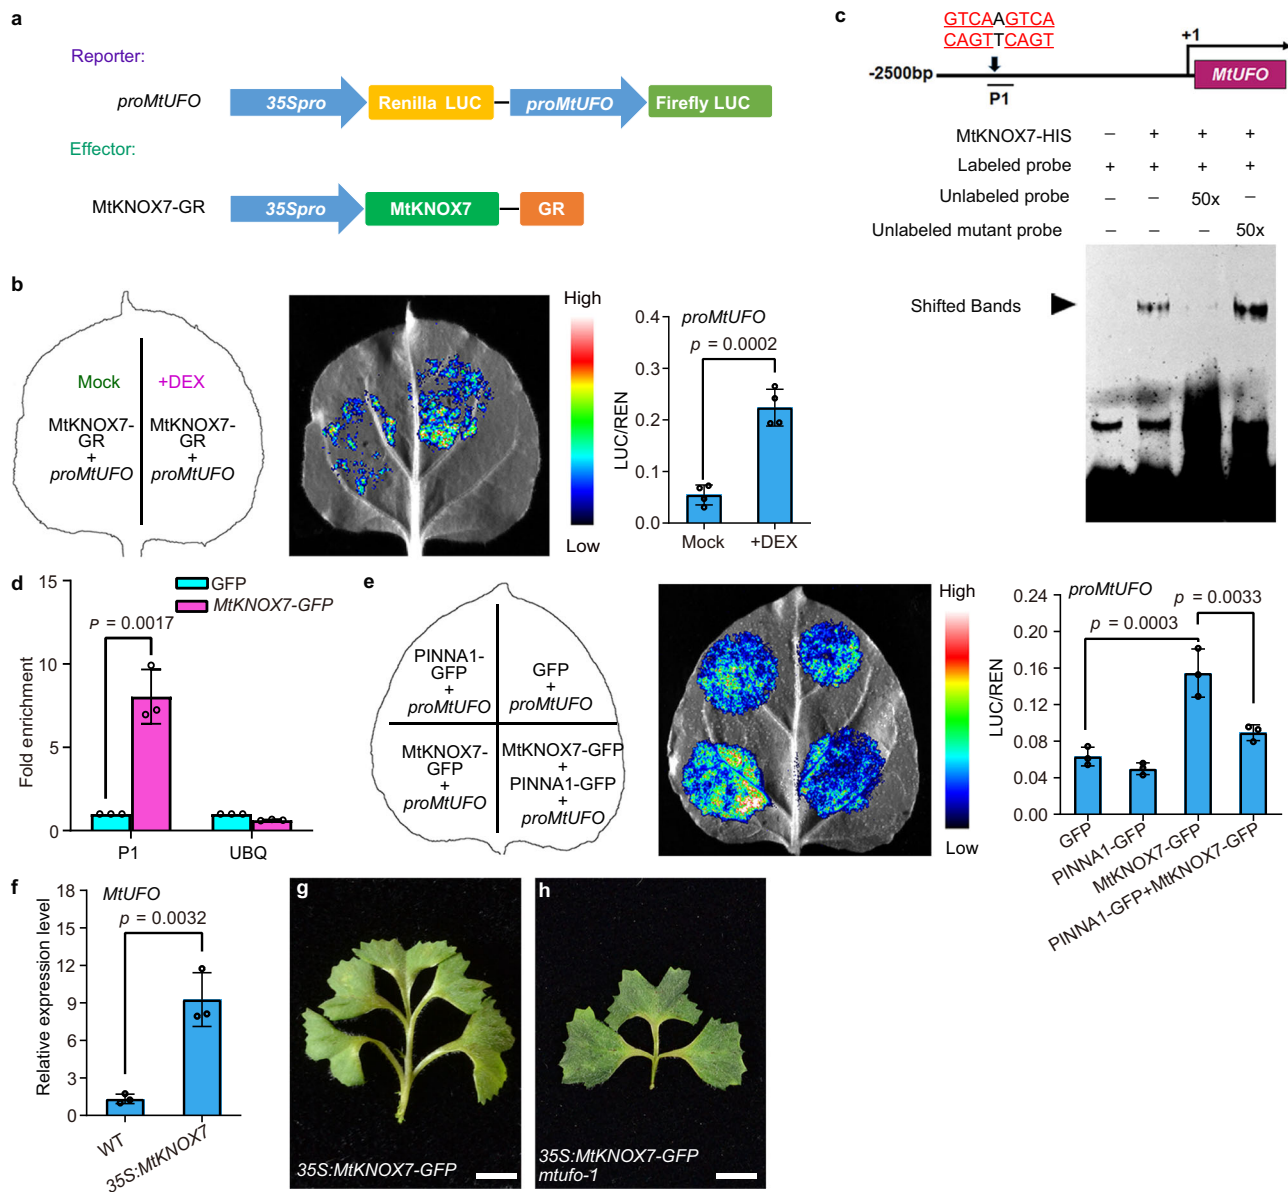 a
Reporter:
proMtUFO
35Spro
Renilla LUC
proMtUFO
Firefly LUC
Effector:
MtKNOX7-GR
35Spro
MtKNOX7
GR
b
Mock
+DEX
MtKNOX7-
GR
+
proMtUFO
MtKNOX7-
GR
+
proMtUFO
High
Low
LUC/REN
0.4
0.3
0.2
0.1
0.0
proMtUFO
p = 0.0002
Mock +DEX
c
GTCAAGTCA
CAGTTCAGT
-2500bp
P1
+1
MtUFO
MtKNOX7-HIS − + + +
Labeled probe + + + +
Unlabeled probe − − 50x −
Unlabeled mutant probe − − − 50x
Shifted Bands
d
Fold enrichment
15
10
5
0
GFP
MtKNOX7-GFP
P = 0.0017
P1 UBQ
e
PINNA1-
GFP
+
proMtUFO
GFP
+
proMtUFO
MtKNOX7-
GFP
+
proMtUFO
MtKNOX7-GFP
+
PINNA1-GFP
+
proMtUFO
High
Low
LUC/REN
0.24
0.20
0.16
0.12
0.08
0.04
0.00
proMtUFO
p = 0.0033
p = 0.0003
GFP
PINNA1-GFP
MtKNOX7-GFP
PINNA1-GFP+MtKNOX7-GFP
f
Relative expression level
18
15
12
9
6
3
0
MtUFO
p = 0.0032
WT
35S:MtKNOX7
g
35S:MtKNOX7-GFP
h
35S:MtKNOX7-GFP
mtufo-1